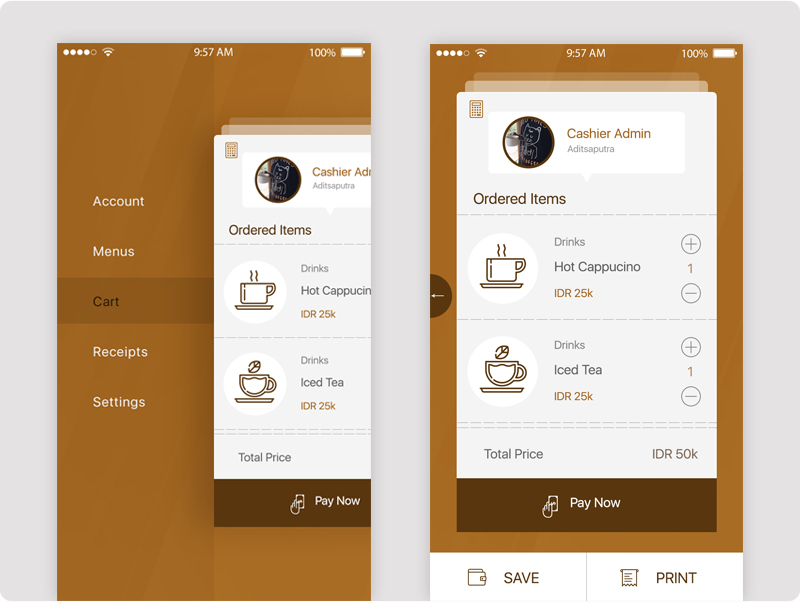 9:57 AM
100%
Account
Menus
Cart
Receipts
Settings
Cashier Adm
Aditsaputra
Ordered Items
Drinks
Hot Cappucin
IDR 25k
Drinks
Iced Tea
IDR 25k
Total Price
Pay Now
9:57 AM
100%
Cashier Admin
Aditsaputra
Ordered Items
Drinks
Hot Cappucino
1
IDR 25k
Drinks
Iced Tea
1
IDR 25k
Total Price IDR 50k
Pay Now
SAVE
PRINT